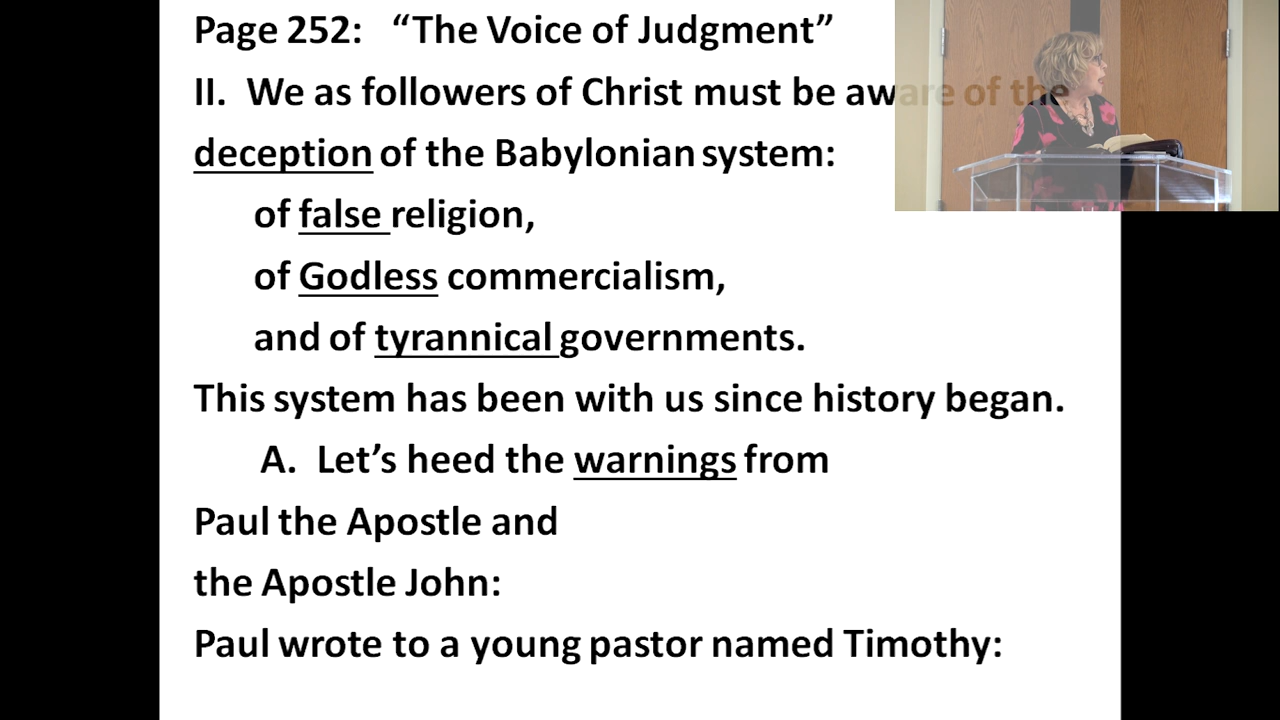 Page 252: “The Voice of Judgment”
II. We as followers of Christ must be aware of the
deception of the Babylonian system:
of false religion,
of Godless commercialism,
and of tyrannical governments.
This system has been with us since history began.
A. Let’s heed the warnings from
Paul the Apostle and
the Apostle John:
Paul wrote to a young pastor named Timothy: